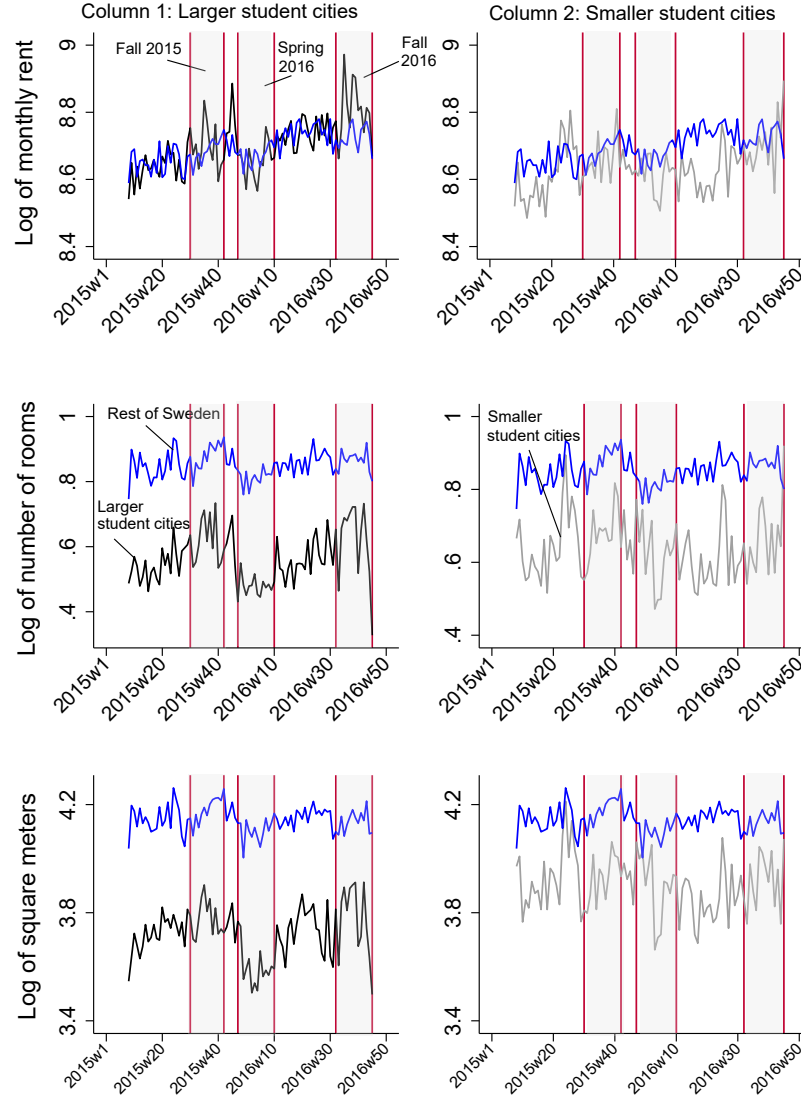 Column 1: Larger student cities
Column 2: Smaller student cities
Log of monthly rent
9
8.8
8.6
8.4
Fall 2015
Spring
2016
Fall
2016
2015w1
2015w20
2015w40
2016w10
2016w30
2016w50
9
8.8
8.6
8.4
2015w1
2015w20
2015w40
2016w10
2016w30
2016w50
Log of number of rooms
1
.8
.6
.4
Rest of Sweden
Larger
student cities
2015w1
2015w20
2015w40
2016w10
2016w30
2016w50
1
.8
.6
.4
Smaller
student cities
2015w1
2015w20
2015w40
2016w10
2016w30
2016w50
Log of square meters
4.2
3.8
3.4
2015w1
2015w20
2015w40
2016w10
2016w30
2016w50
4.2
3.8
3.4
2015w1
2015w20
2015w40
2016w10
2016w30
2016w50